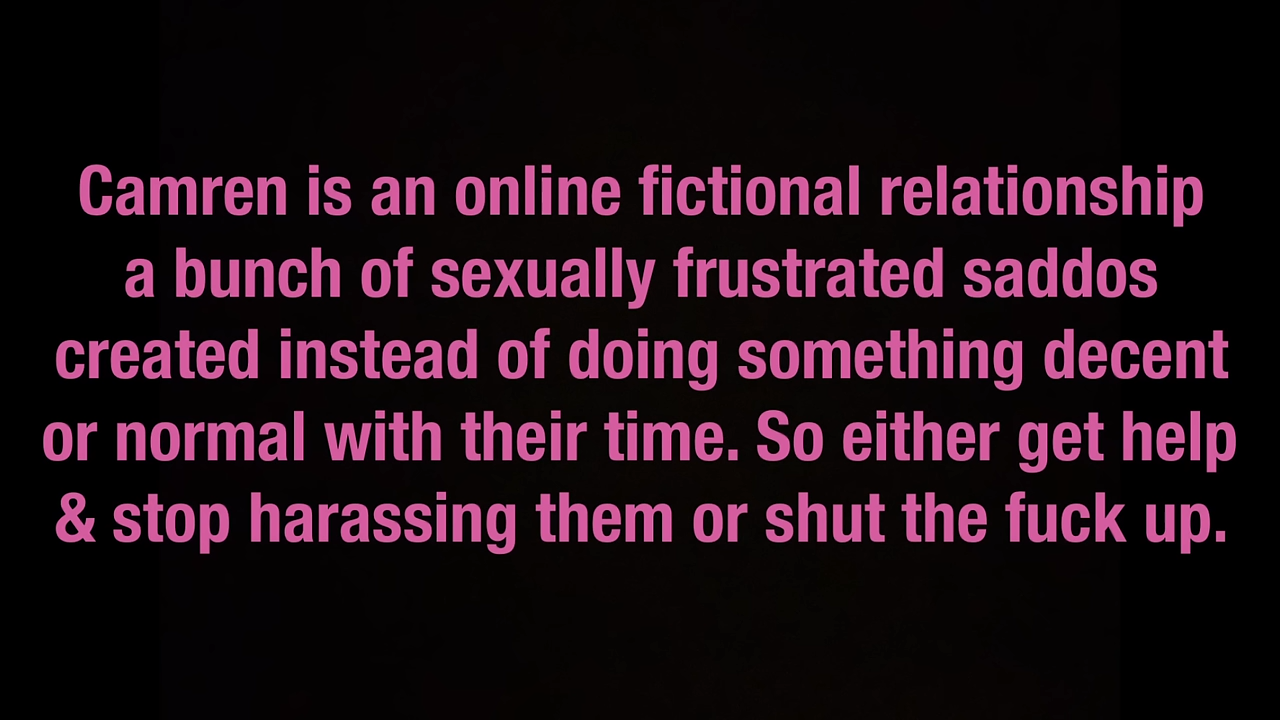 Camren is an online fictional relationship
a bunch of sexually frustrated saddos
created instead of doing something decent
or normal with their time. So either get help
& stop harassing them or shut the fuck up.